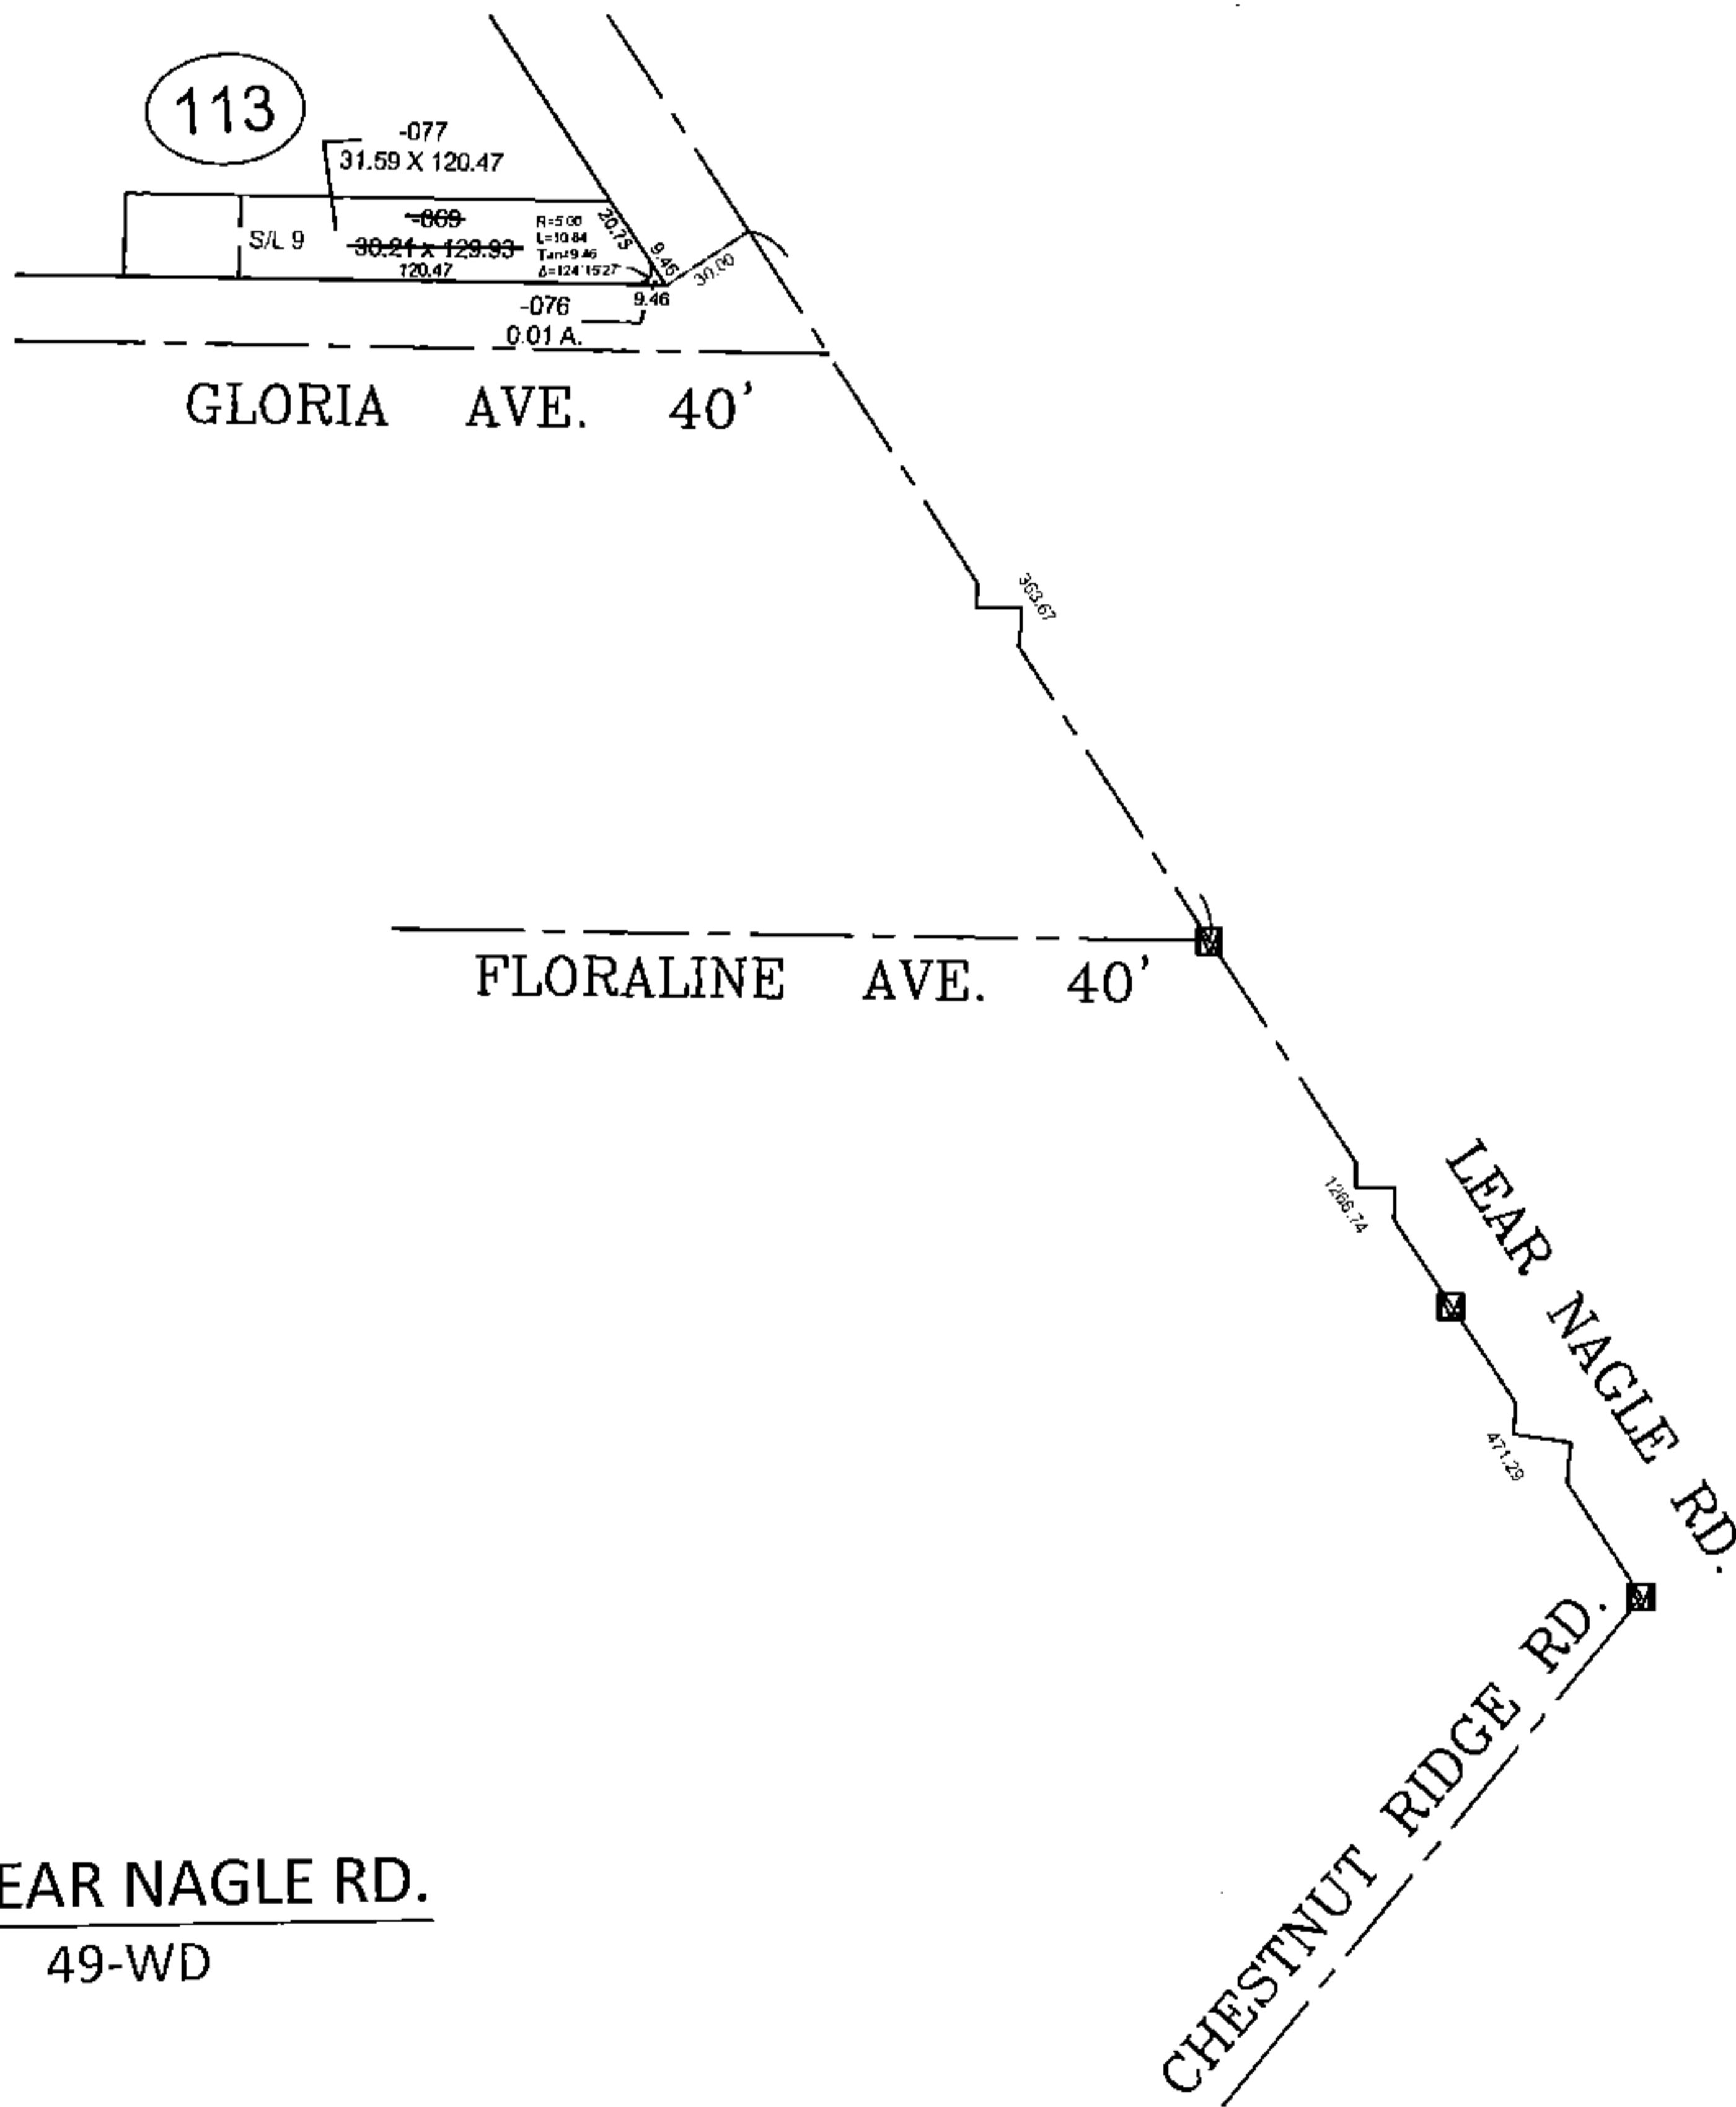 113
-077
31.59 X 120.47
-069
30.21 x 129.93
120.47
S/L 9
R=5.00
L=10.84
Tan=9.46
Δ=124°15'27"
9.46
30.00
9.46
-076
0.01 A.
GLORIA AVE. 40'
363.67
FLORALINE AVE. 40'
1266.74
LEAR NAGLE RD.
471.29
CHESTNUT RIDGE RD.
EAR NAGLE RD.
49-WD